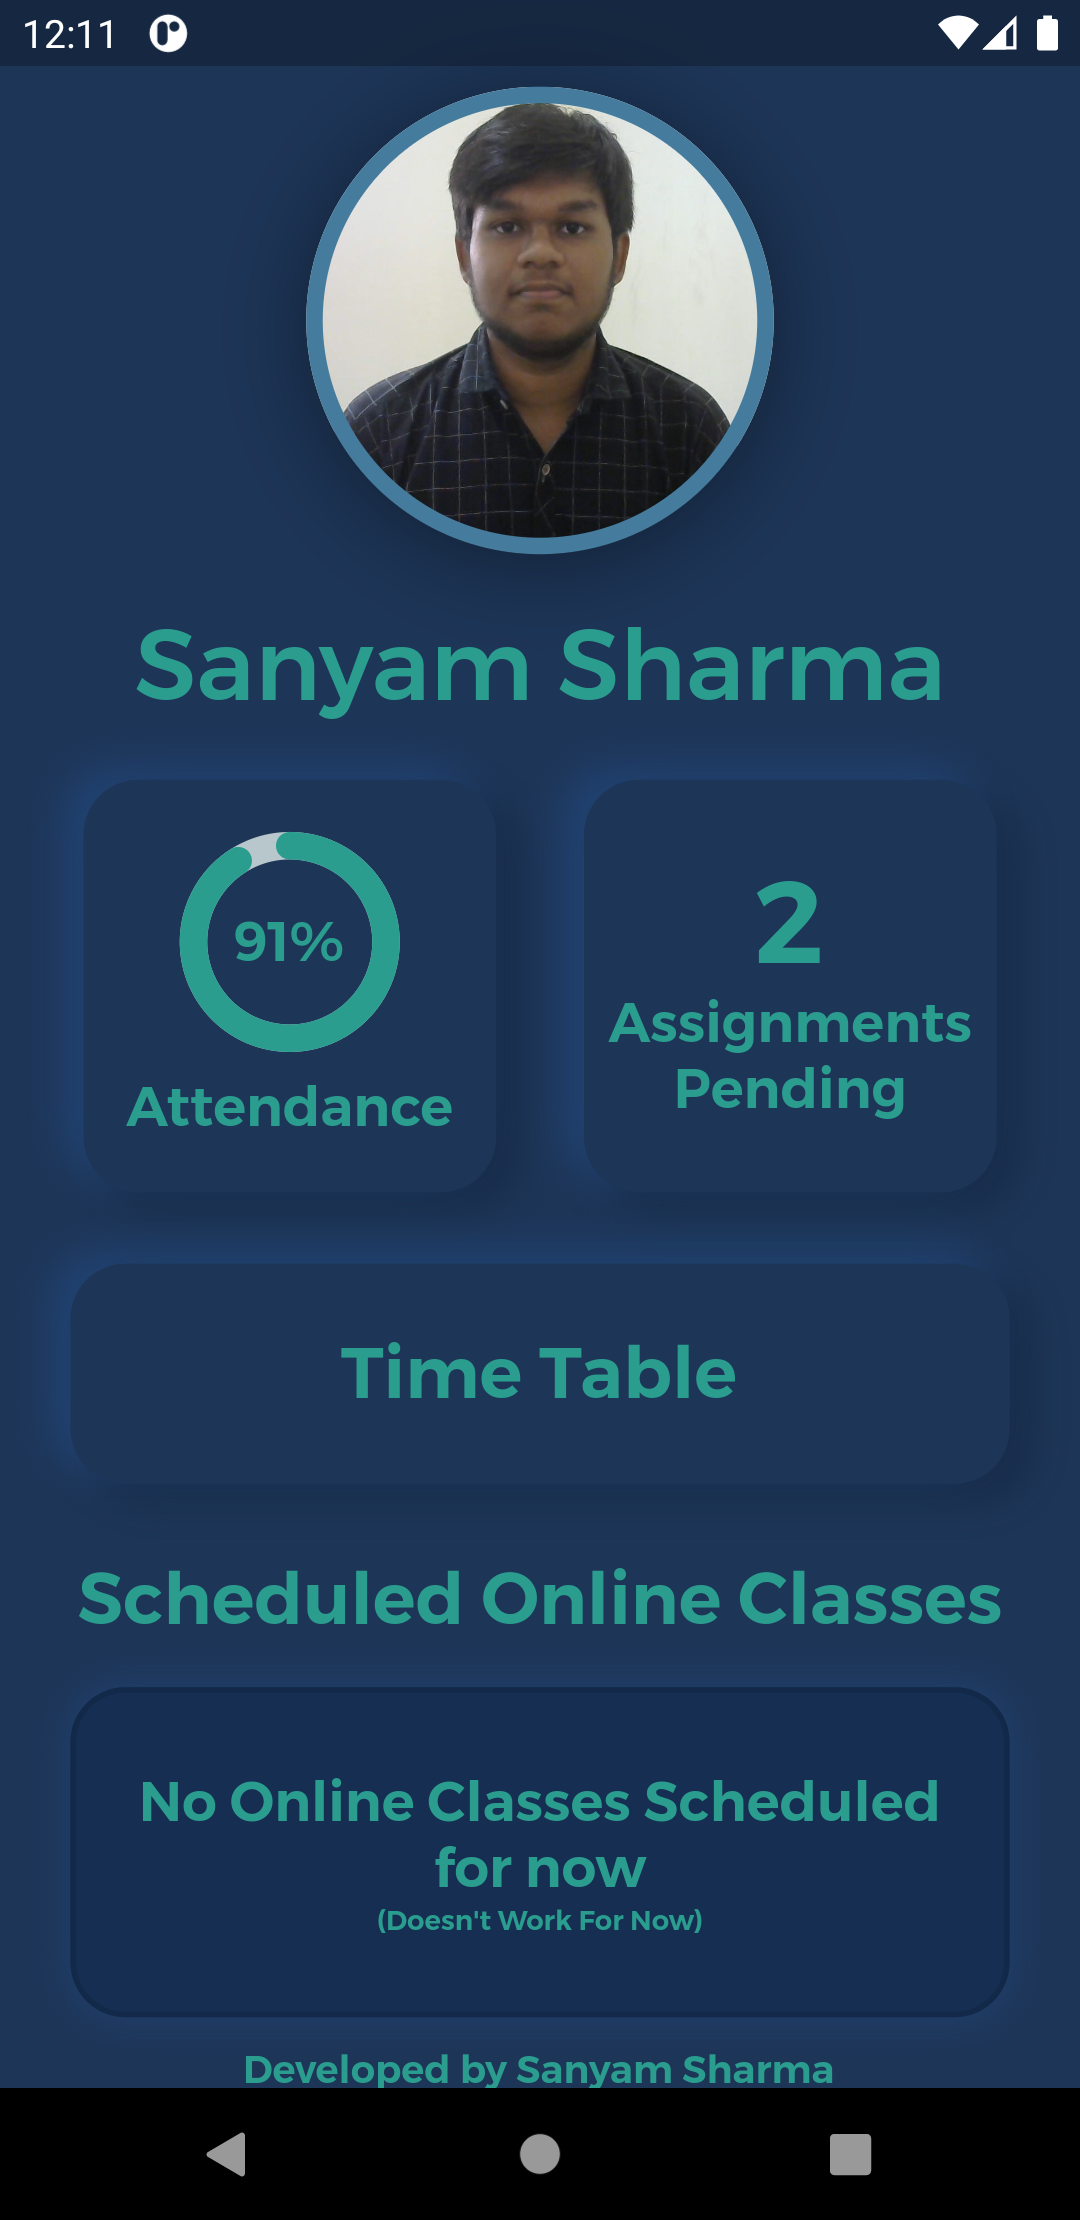 12:11
Sanyam Sharma
91%
Attendance
2
Assignments
Pending
Time Table
Scheduled Online Classes
No Online Classes Scheduled
for now
(Doesn't Work For Now)
Developed by Sanyam Sharma